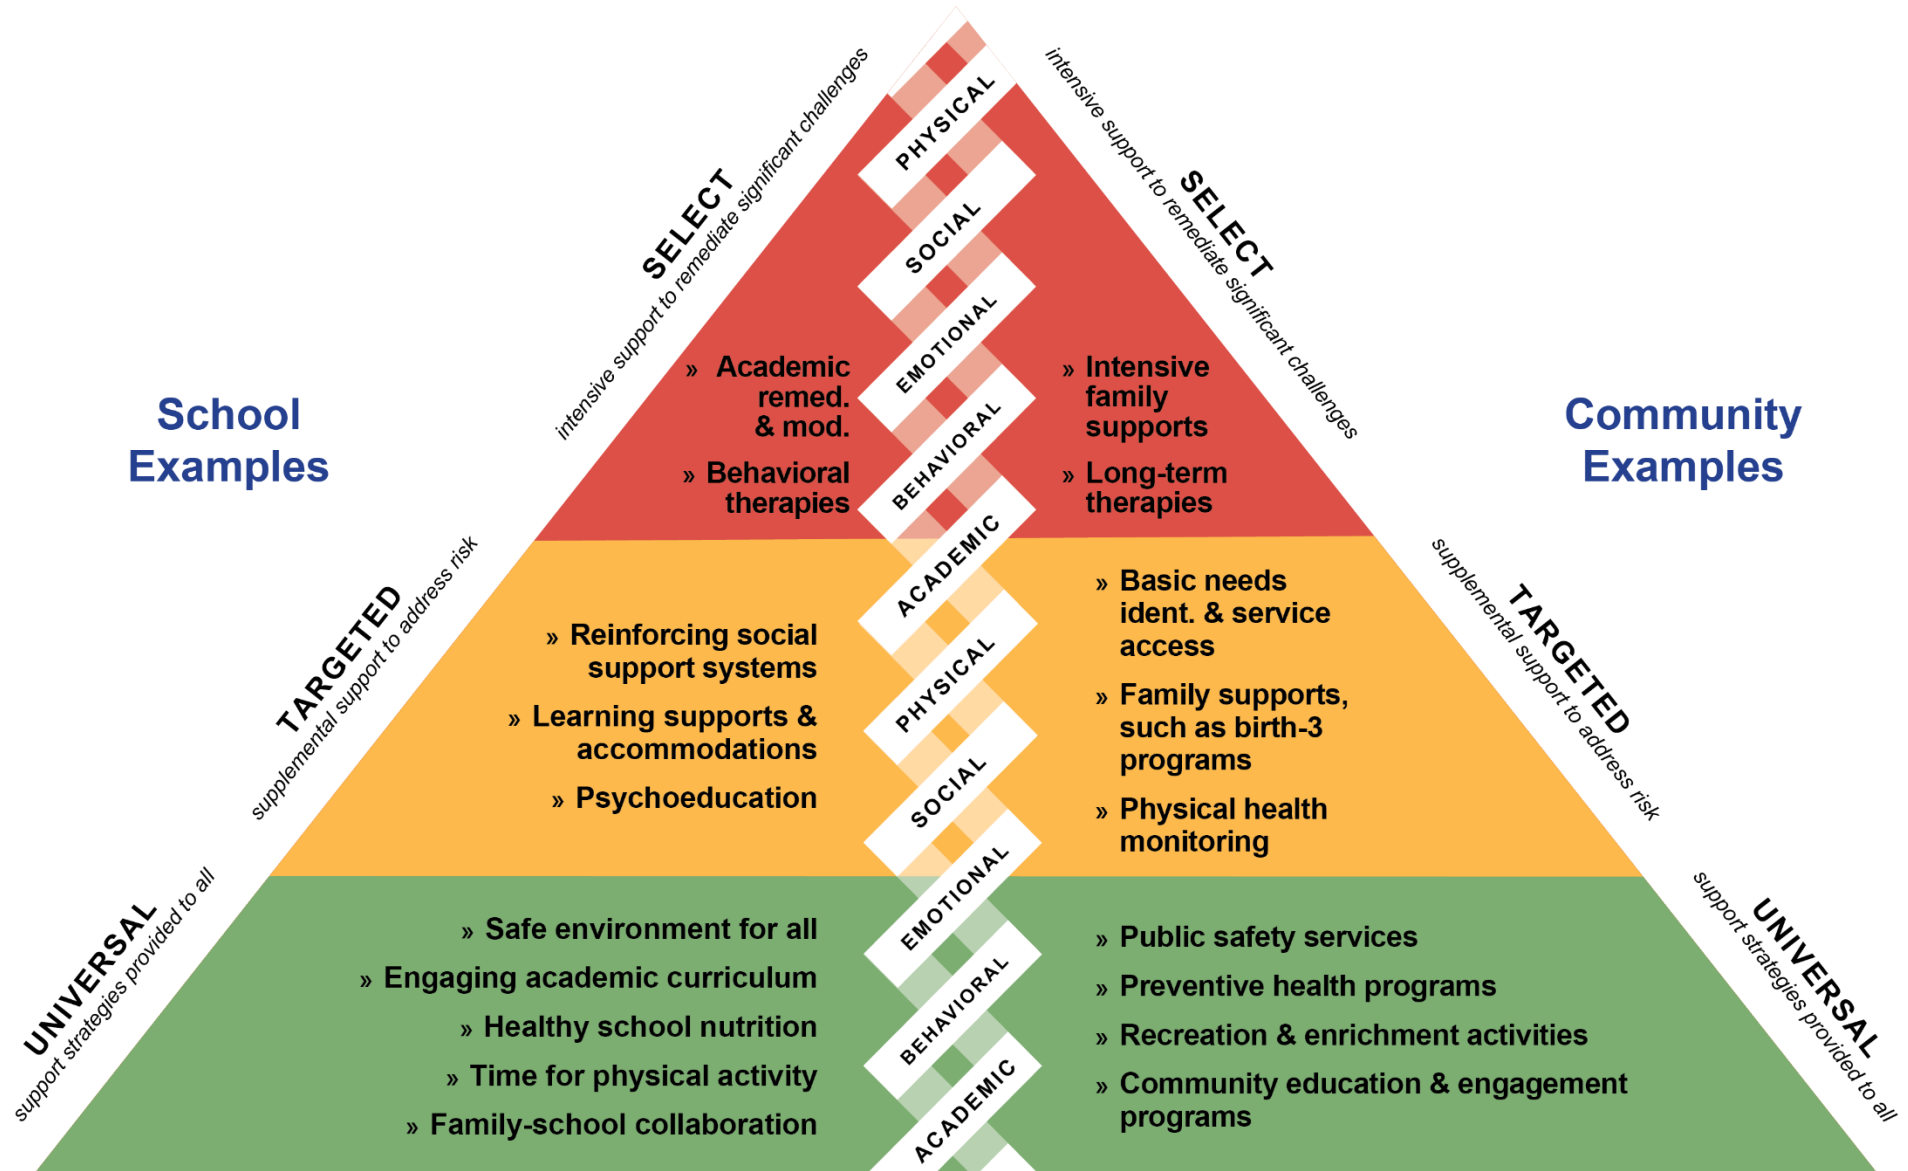 School
Examples
Community
Examples
SELECT
intensive support to remediate significant challenges
SELECT
intensive support to remediate significant challenges
TARGETED
supplemental support to address risk
TARGETED
supplemental support to address risk
UNIVERSAL
support strategies provided to all
UNIVERSAL
support strategies provided to all
PHYSICAL
SOCIAL
EMOTIONAL
BEHAVIORAL
ACADEMIC
PHYSICAL
SOCIAL
EMOTIONAL
BEHAVIORAL
ACADEMIC
» Academic
remed.
& mod.
» Behavioral
therapies
» Intensive
family
supports
» Long-term
therapies
» Reinforcing social
support systems
» Learning supports &
accommodations
» Psychoeducation
» Basic needs
ident. & service
access
» Family supports,
such as birth-3
programs
» Physical health
monitoring
» Safe environment for all
» Engaging academic curriculum
» Healthy school nutrition
» Time for physical activity
» Family-school collaboration
» Public safety services
» Preventive health programs
» Recreation & enrichment activities
» Community education & engagement
programs